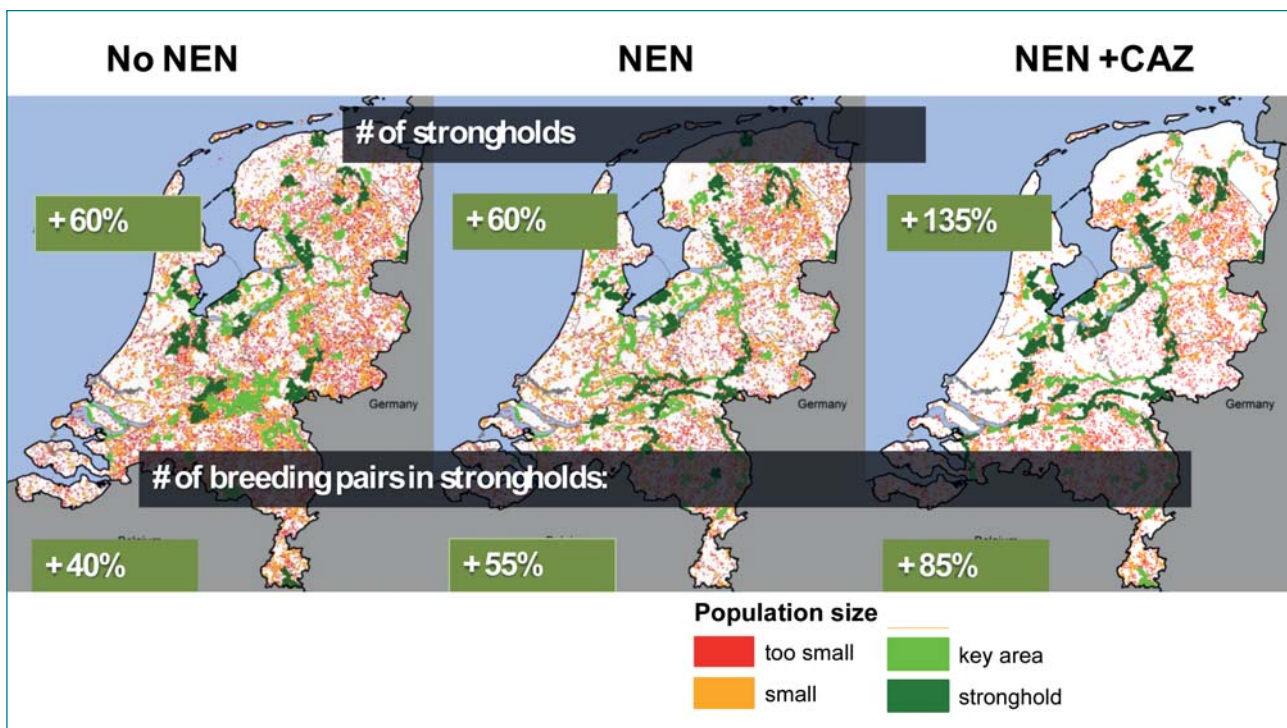 No NEN
NEN
NEN +CAZ
# of strongholds
+60%
+60%
+135%
Germany
Germany
Germany
# of breeding pairs in strongholds:
+40%
+55%
+85%
Population size
too small
key area
small
stronghold